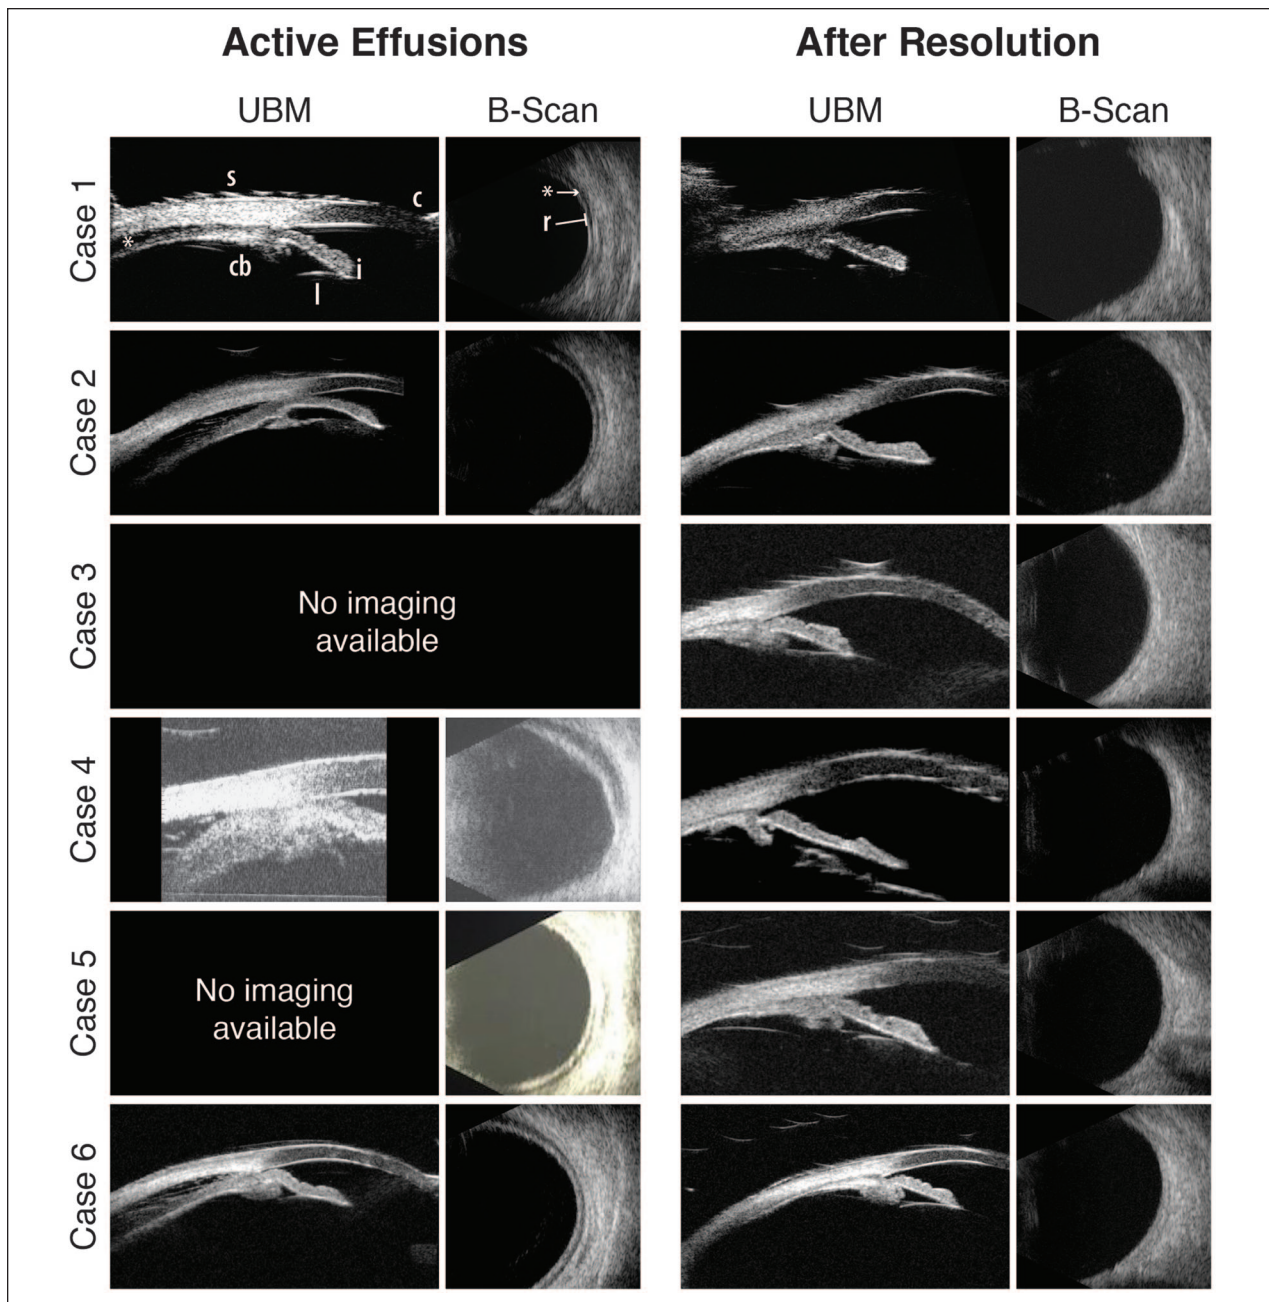 Active Effusions
After Resolution
UBM
B-Scan
UBM
B-Scan
Case 1
s
c
*
cb
i
l
*
r
Case 2
Case 3
No imaging
available
Case 4
Case 5
No imaging
available
Case 6